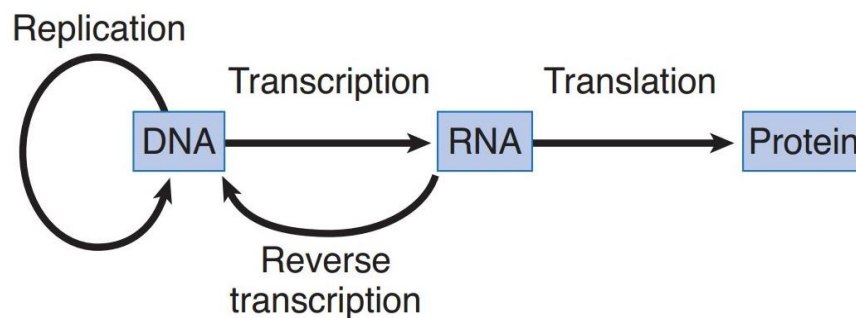 Replication
Transcription
Translation
DNA
RNA
Protein
Reverse
transcription